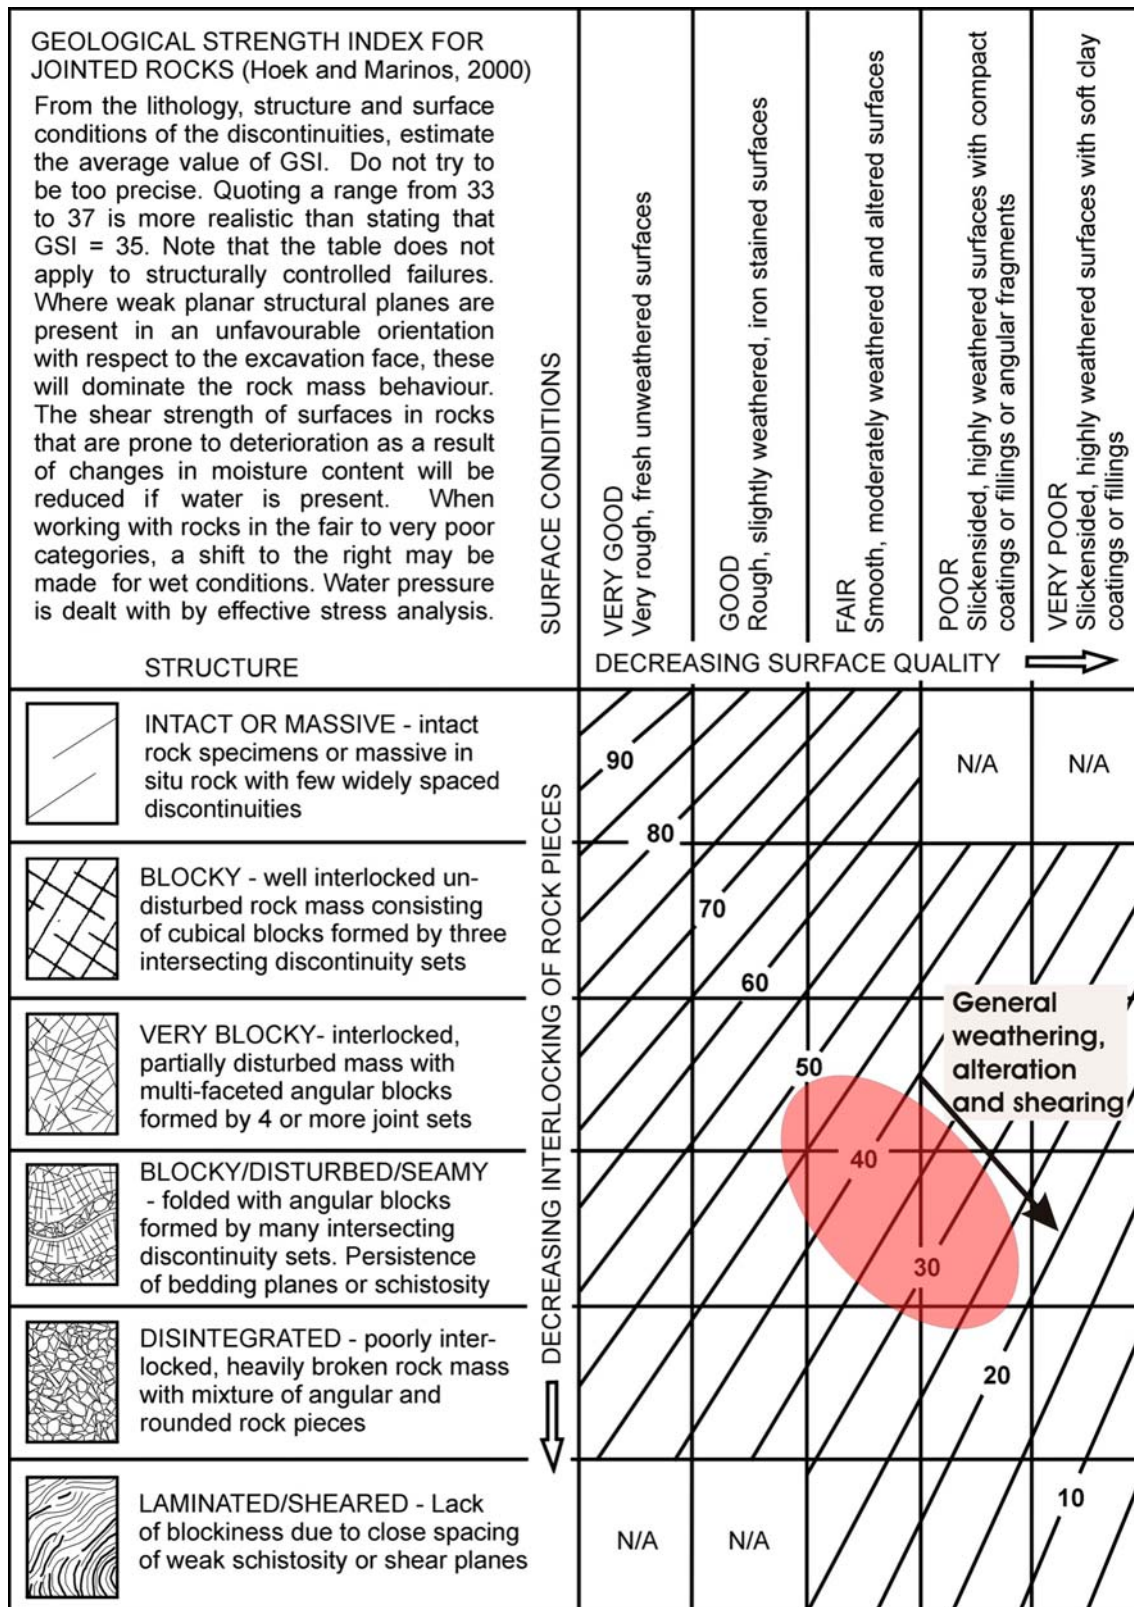 GEOLOGICAL STRENGTH INDEX FOR
JOINTED ROCKS (Hoek and Marinos, 2000)
From the lithology, structure and surface
conditions of the discontinuities, estimate
the average value of GSI. Do not try to
be too precise. Quoting a range from 33
to 37 is more realistic than stating that
GSI = 35. Note that the table does not
apply to structurally controlled failures.
Where weak planar structural planes are
present in an unfavourable orientation
with respect to the excavation face, these
will dominate the rock mass behaviour.
The shear strength of surfaces in rocks
that are prone to deterioration as a result
of changes in moisture content will be
reduced if water is present. When
working with rocks in the fair to very poor
categories, a shift to the right may be
made for wet conditions. Water pressure
is dealt with by effective stress analysis.
SURFACE CONDITIONS
VERY GOOD
Very rough, fresh unweathered surfaces
GOOD
Rough, slightly weathered, iron stained surfaces
FAIR
Smooth, moderately weathered and altered surfaces
POOR
Slickensided, highly weathered surfaces with compact
coatings or fillings or angular fragments
VERY POOR
Slickensided, highly weathered surfaces with soft clay
coatings or fillings
STRUCTURE
DECREASING SURFACE QUALITY
INTACT OR MASSIVE - intact
rock specimens or massive in
situ rock with few widely spaced
discontinuities
BLOCKY - well interlocked un-
disturbed rock mass consisting
of cubical blocks formed by three
intersecting discontinuity sets
VERY BLOCKY- interlocked,
partially disturbed mass with
multi-faceted angular blocks
formed by 4 or more joint sets
BLOCKY/DISTURBED/SEAMY
- folded with angular blocks
formed by many intersecting
discontinuity sets. Persistence
of bedding planes or schistosity
DISINTEGRATED - poorly inter-
locked, heavily broken rock mass
with mixture of angular and
rounded rock pieces
LAMINATED/SHEARED - Lack
of blockiness due to close spacing
of weak schistosity or shear planes
DECREASING INTERLOCKING OF ROCK PIECES
90
N/A
N/A
80
70
60
General
weathering,
alteration
and shearing
50
40
30
20
10
N/A
N/A